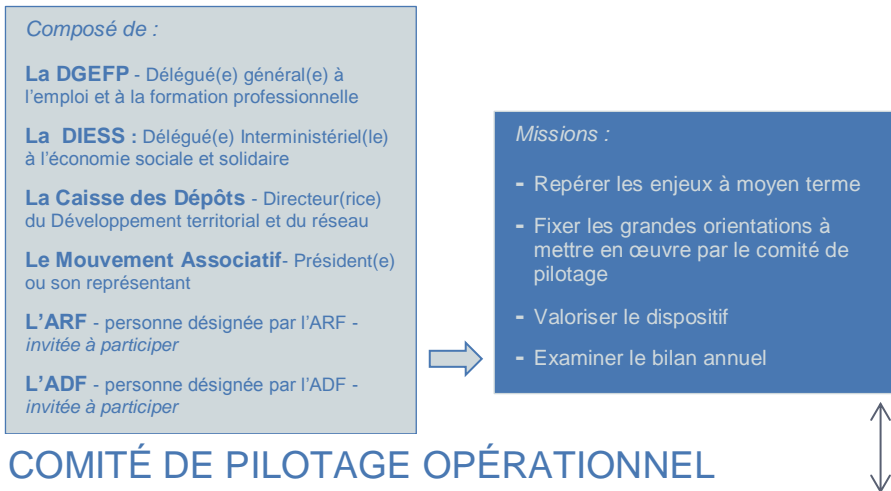 Composé de :
La DGEFP - Délégué(e) général(e) à
l’emploi et à la formation professionnelle
La DIESS : Délégué(e) Interministériel(le)
à l’économie sociale et solidaire
La Caisse des Dépôts - Directeur(rice)
du Développement territorial et du réseau
Le Mouvement Associatif- Président(e)
ou son représentant
L’ARF - personne désignée par l’ARF -
invitée à participer
L’ADF - personne désignée par l’ADF -
invitée à participer
Missions :
- Repérer les enjeux à moyen terme
- Fixer les grandes orientations à
mettre en œuvre par le comité de
pilotage
- Valoriser le dispositif
- Examiner le bilan annuel
COMITÉ DE PILOTAGE OPÉRATIONNEL